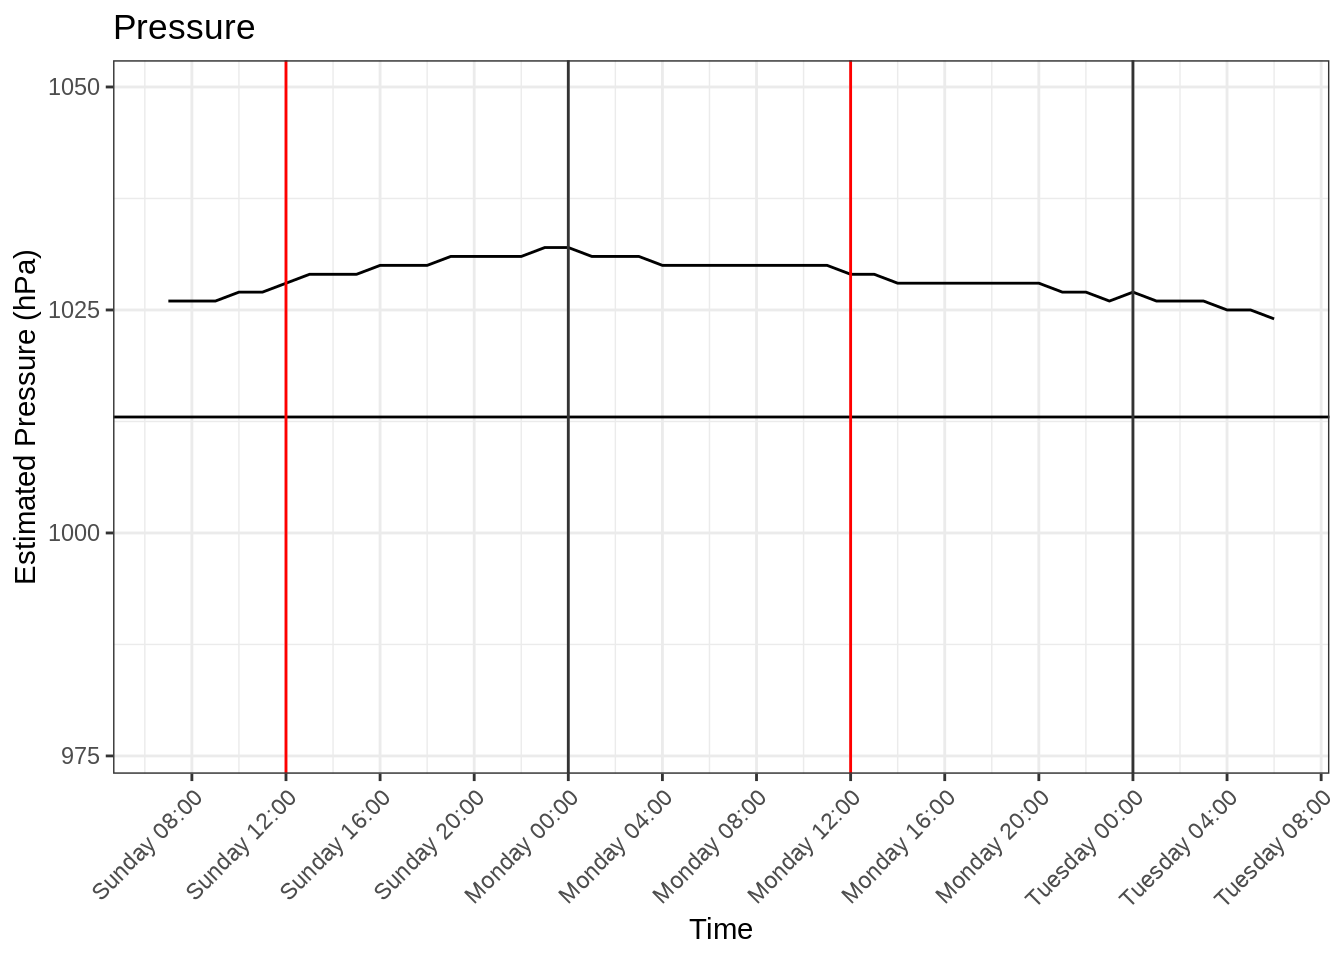 Pressure
Estimated Pressure (hPa)
1050
1025
1000
975
Sunday 08:00
Sunday 12:00
Sunday 16:00
Sunday 20:00
Monday 00:00
Monday 04:00
Monday 08:00
Monday 12:00
Monday 16:00
Monday 20:00
Tuesday 00:00
Tuesday 04:00
Tuesday 08:00
Time